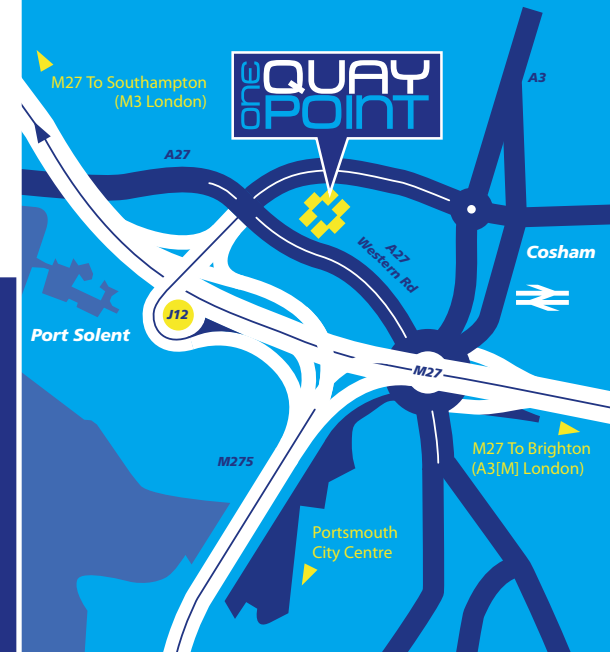 ONE QUAY
POINT
A3
M27 To Southampton
(M3 London)
A27
A27
Western Rd
Cosham
J12
Port Solent
M27
M275
M27 To Brighton
(A3[M] London)
Portsmouth
City Centre